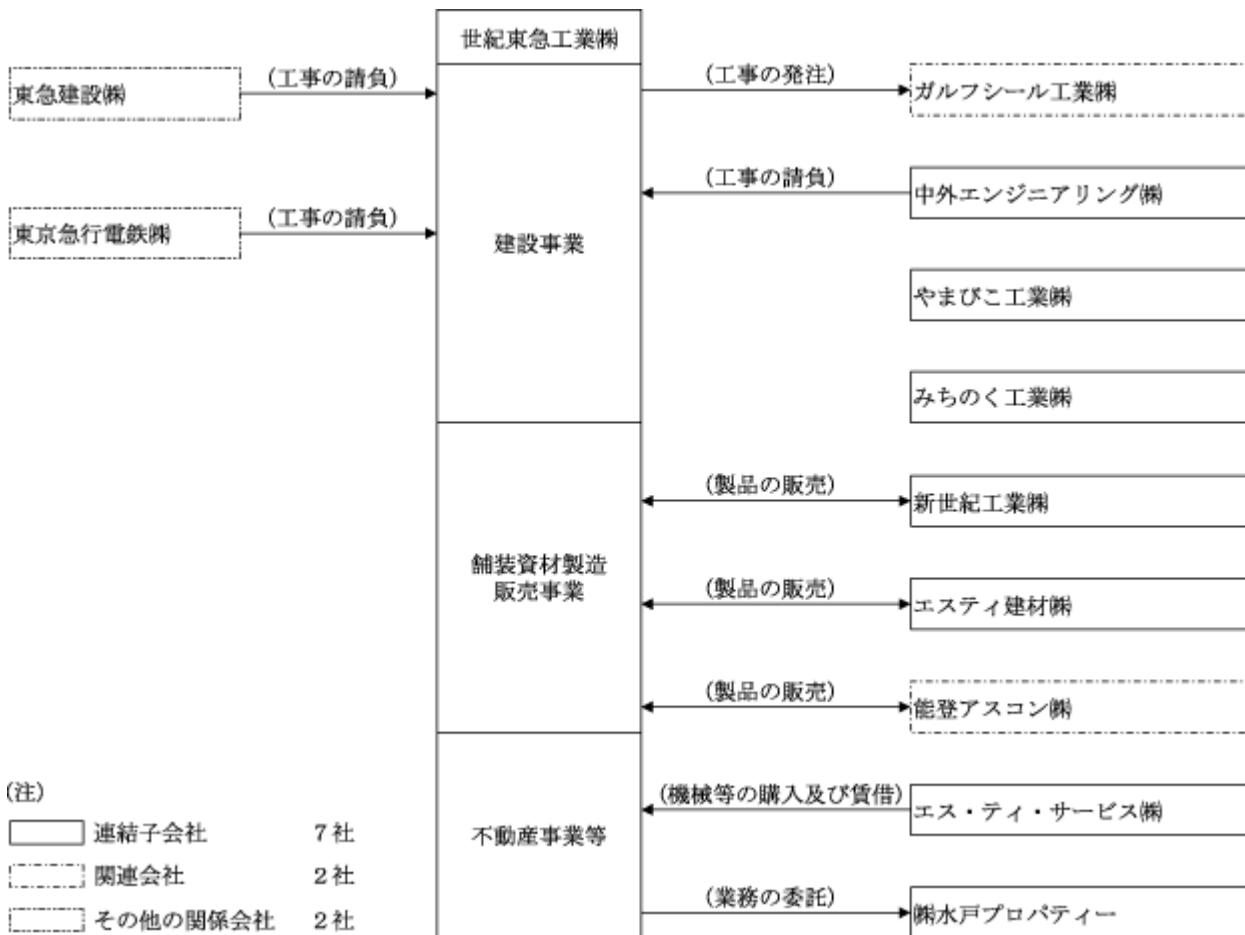 世紀東急工業㈱
東急建設㈱
(工事の請負)
(工事の発注)
ガルフシール工業㈱
(工事の請負)
中外エンジニアリング㈱
東京急行電鉄㈱
(工事の請負)
建設事業
やまびこ工業㈱
みちのく工業㈱
(製品の販売)
新世紀工業㈱
舗装資材製造
販売事業
(製品の販売)
エスティ建材㈱
(製品の販売)
能登アスコン㈱
(機械等の購入及び賃借)
エス・ティ・サービス㈱
不動産事業等
(業務の委託)
㈱水戸プロパティー
(注)
連結子会社 7社
関連会社 2社
その他の関係会社 2社